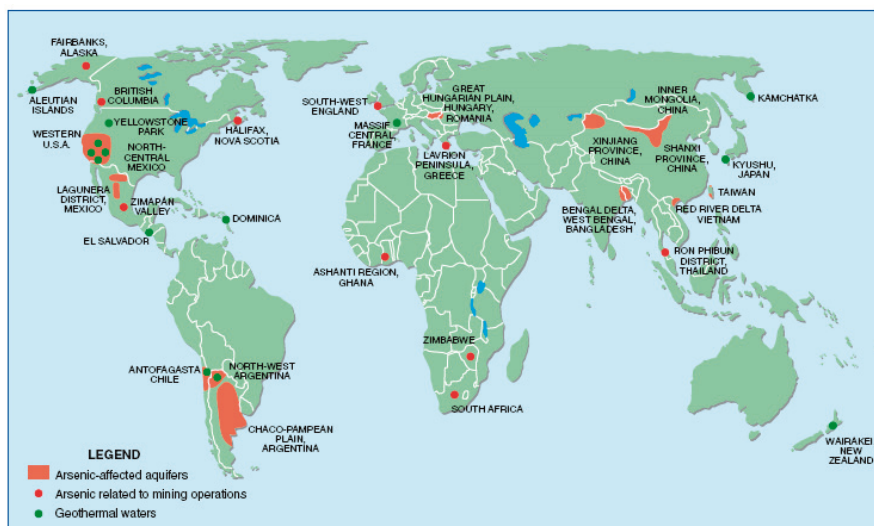 FAIRBANKS,
ALASKA
ALEUTIAN
ISLANDS
BRITISH
COLUMBIA
YELLOWSTONE
PARK
HALIFAX,
NOVA SCOTIA
WESTERN
U.S.A.
NORTH-
CENTRAL
MEXICO
LAGUNERA
DISTRICT,
MEXICO
ZIMAPÁN
VALLEY
EL SALVADOR
DOMINICA
ANTOFAGASTA
CHILE
NORTH-WEST
ARGENTINA
CHACO-PAMPEAN
PLAIN,
ARGENTINA
SOUTH-WEST
ENGLAND
MASSIF
CENTRAL,
FRANCE
GREAT
HUNGARIAN PLAIN,
HUNGARY,
ROMANIA
LAVRION
PENINSULA,
GREECE
ASHANTI REGION,
GHANA
ZIMBABWE
SOUTH AFRICA
INNER
MONGOLIA,
CHINA
XINJIANG
PROVINCE,
CHINA
SHANXI
PROVINCE,
CHINA
KAMCHATKA
KYUSHU,
JAPAN
TAIWAN
BENGAL DELTA,
WEST BENGAL,
BANGLADESH
RED RIVER DELTA
VIETNAM
RON PHIBUN
DISTRICT,
THAILAND
WAIRAKEI
NEW
ZEALAND
LEGEND
Arsenic-affected aquifers
Arsenic related to mining operations
Geothermal waters